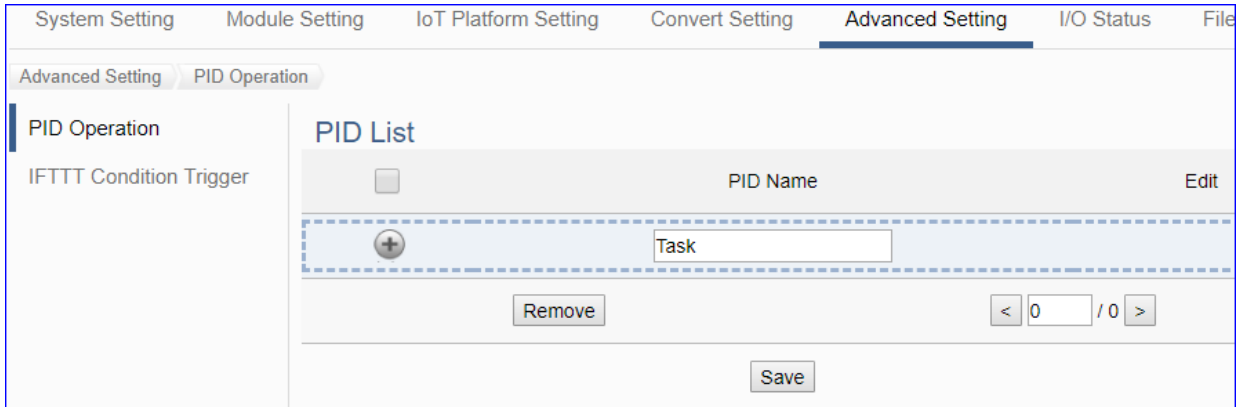 System Setting Module Setting IoT Platform Setting Convert Setting Advanced Setting I/O Status File
Advanced Setting PID Operation
PID Operation
IFTTT Condition Trigger
PID List
PID Name Edit
Task
Remove < 0 / 0 >
Save